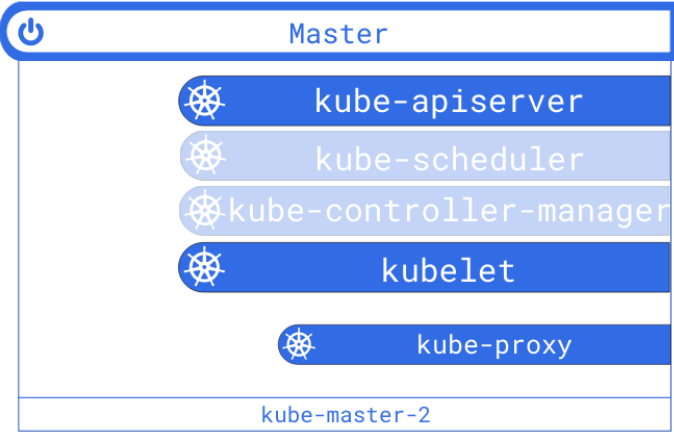 Master
kube-apiserver
kube-scheduler
kube-controller-manager
kubelet
kube-proxy
kube-master-2